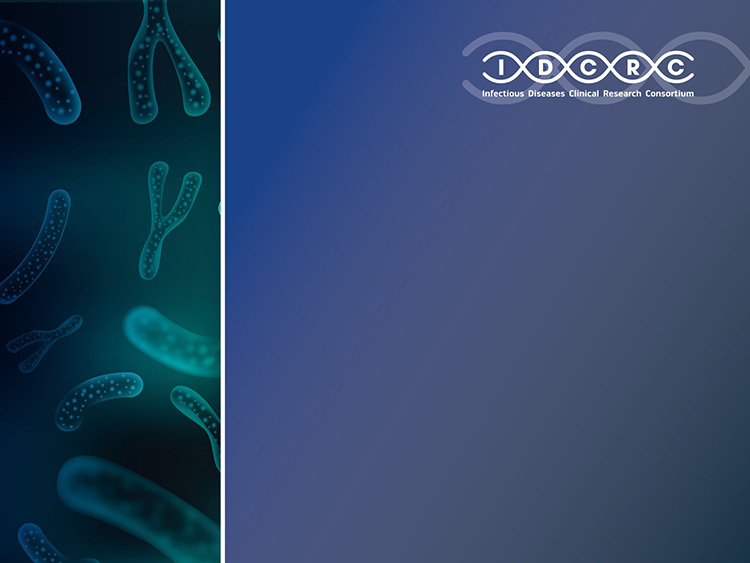 IDCRC
Infectious Diseases Clinical Research Consortium